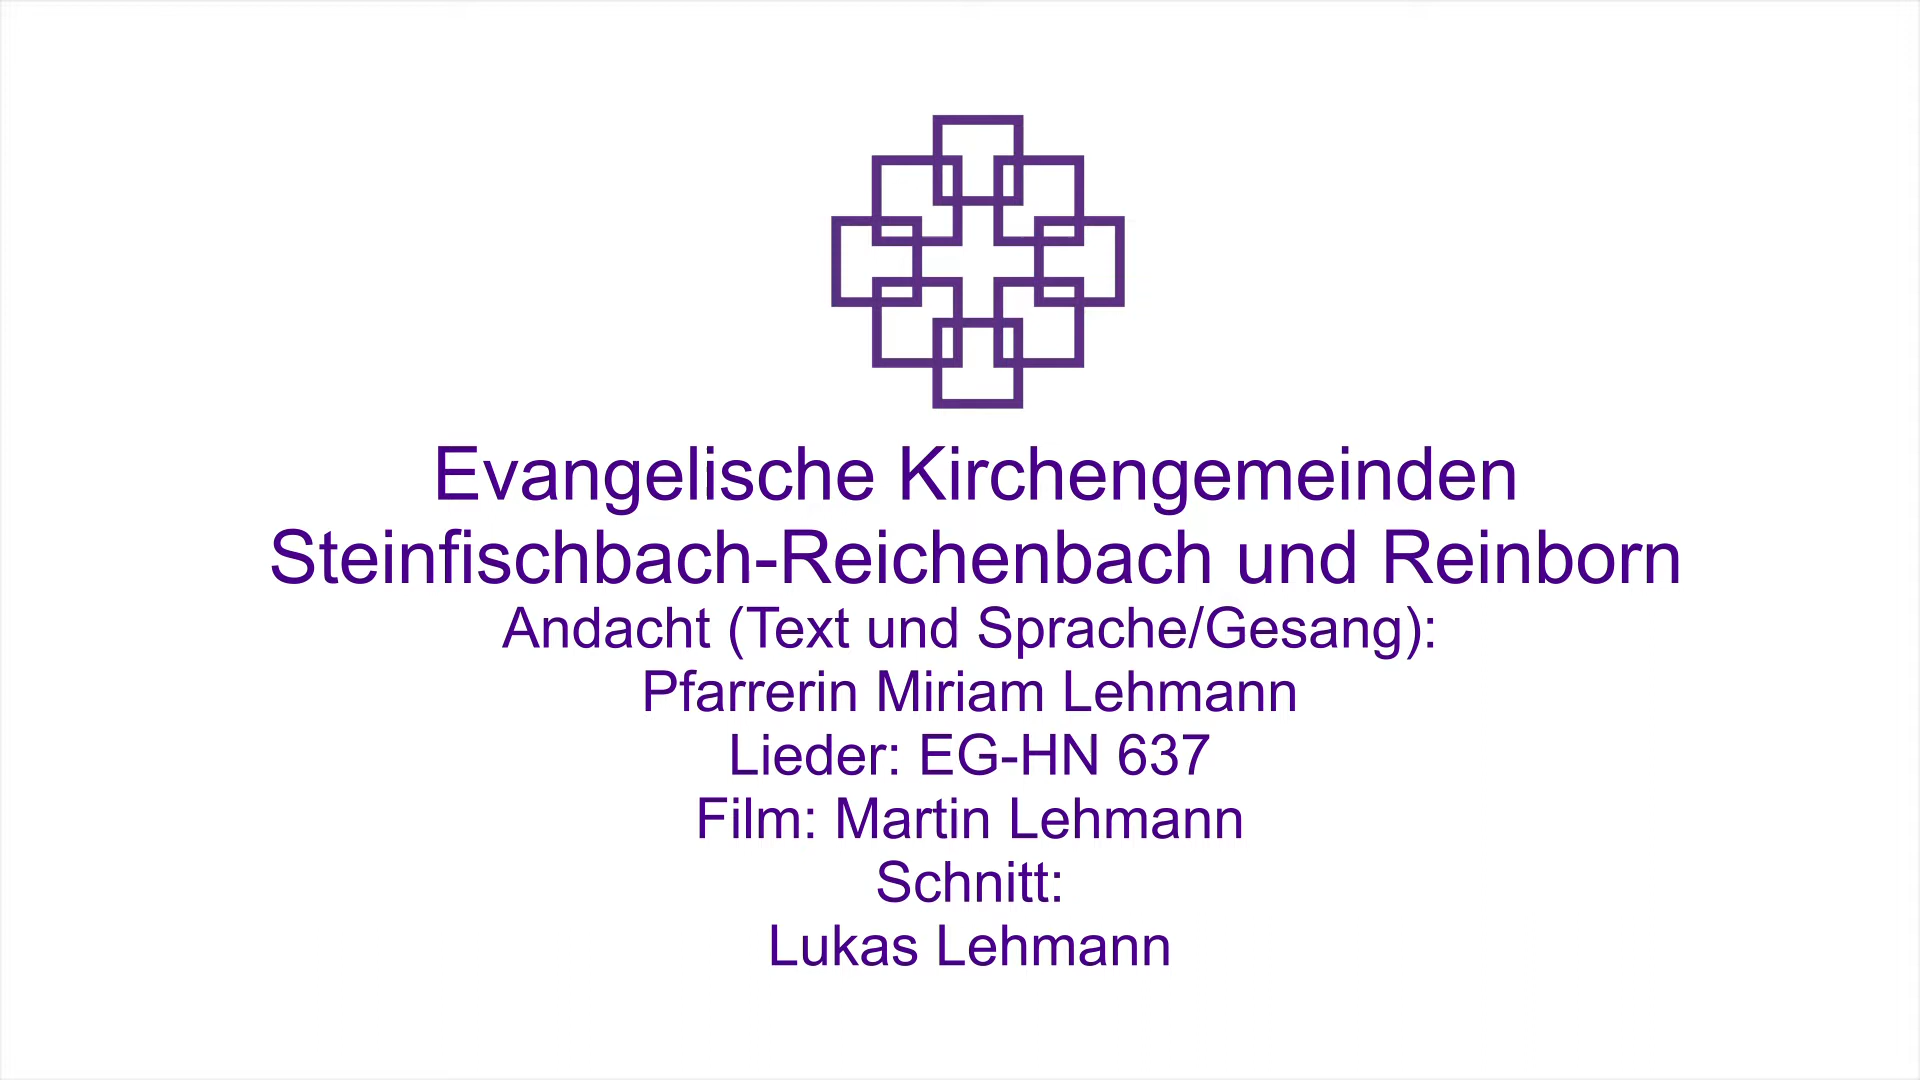 Evangelische Kirchengemeinden
Steinfischbach-Reichenbach und Reinborn
Andacht (Text und Sprache/Gesang):
Pfarrerin Miriam Lehmann
Lieder: EG-HN 637
Film: Martin Lehmann
Schnitt:
Lukas Lehmann